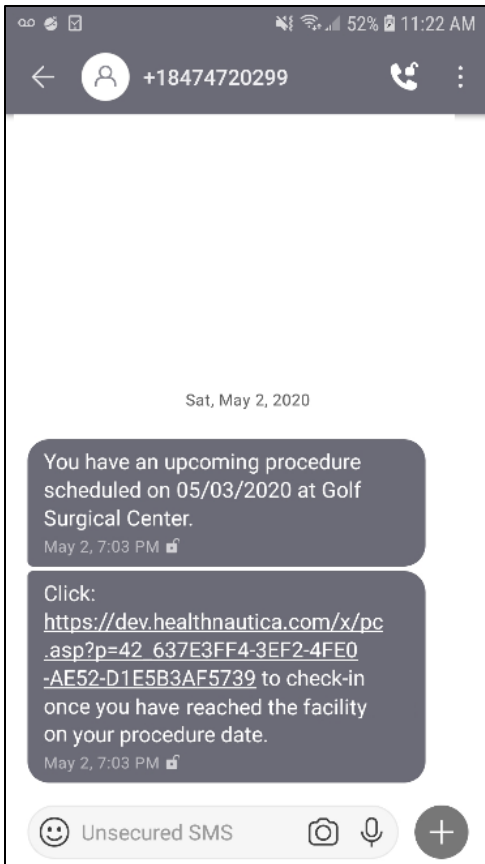 52% 11:22 AM
+18474720299
Sat, May 2, 2020
You have an upcoming procedure
scheduled on 05/03/2020 at Golf
Surgical Center.
May 2, 7:03 PM
Click:
https://dev.healthnautica.com/x/pc
.asp?p=42_637E3FF4-3EF2-4FE0
-AE52-D1E5B3AF5739 to check-in
once you have reached the facility
on your procedure date.
May 2, 7:03 PM
Unsecured SMS